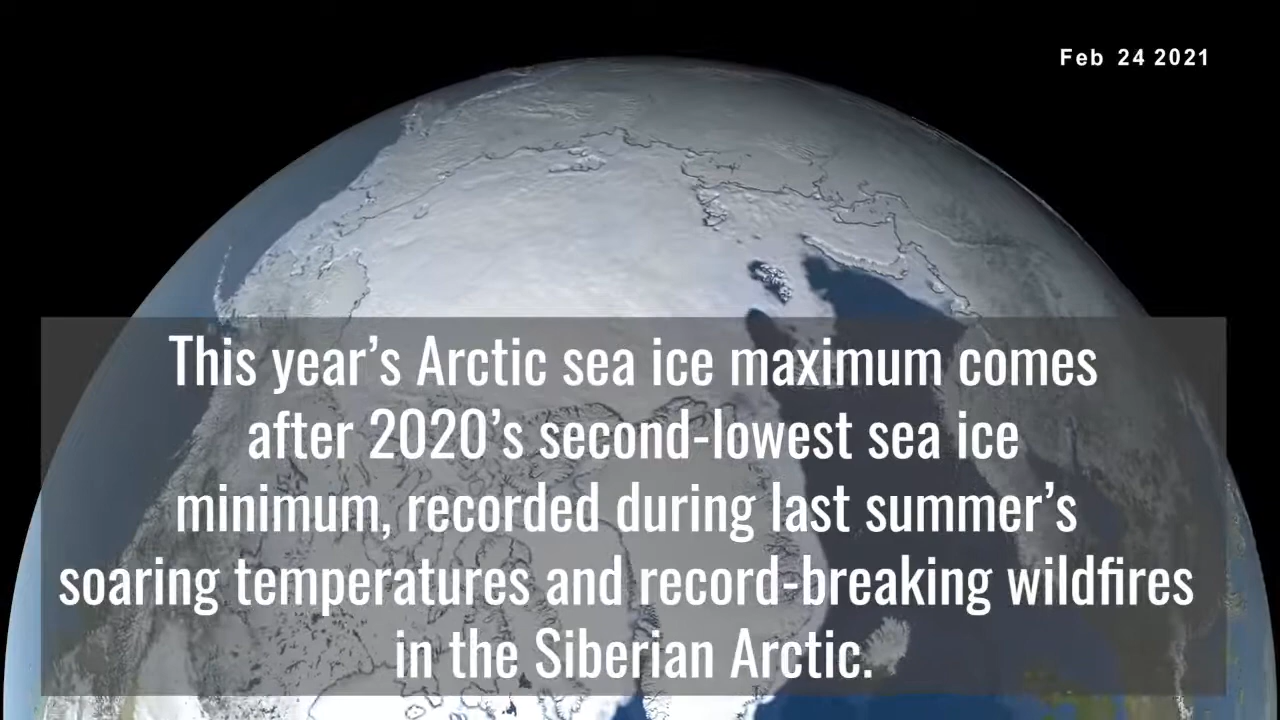 Feb 24 2021
This year’s Arctic sea ice maximum comes
after 2020’s second-lowest sea ice
minimum, recorded during last summer’s
soaring temperatures and record-breaking wildfires
in the Siberian Arctic.